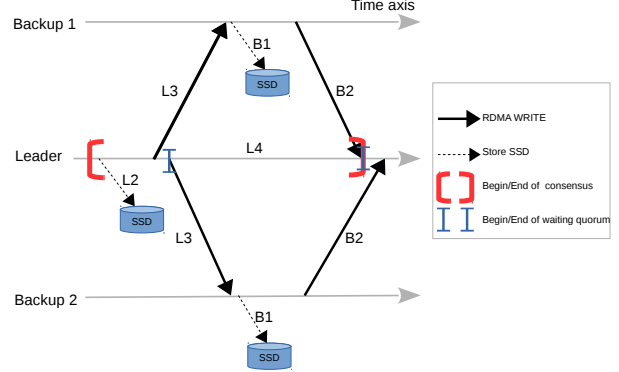 Time axis
Backup 1
B1
SSD
L3
B2
RDMA WRITE
Leader
L4
Store SSD
L2
Begin/End of consensus
SSD
Begin/End of waiting quorum
L3
B2
Backup 2
B1
SSD